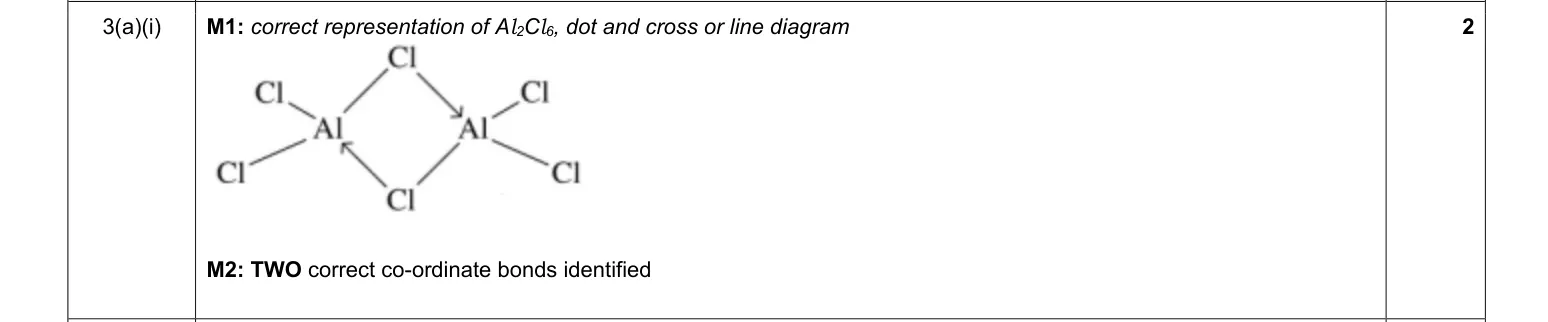 3(a)(i) M1: correct representation of Al₂Cl₆, dot and cross or line diagram 2
Cl
Cl Cl
Al Al
Cl Cl
Cl
M2: TWO correct co-ordinate bonds identified